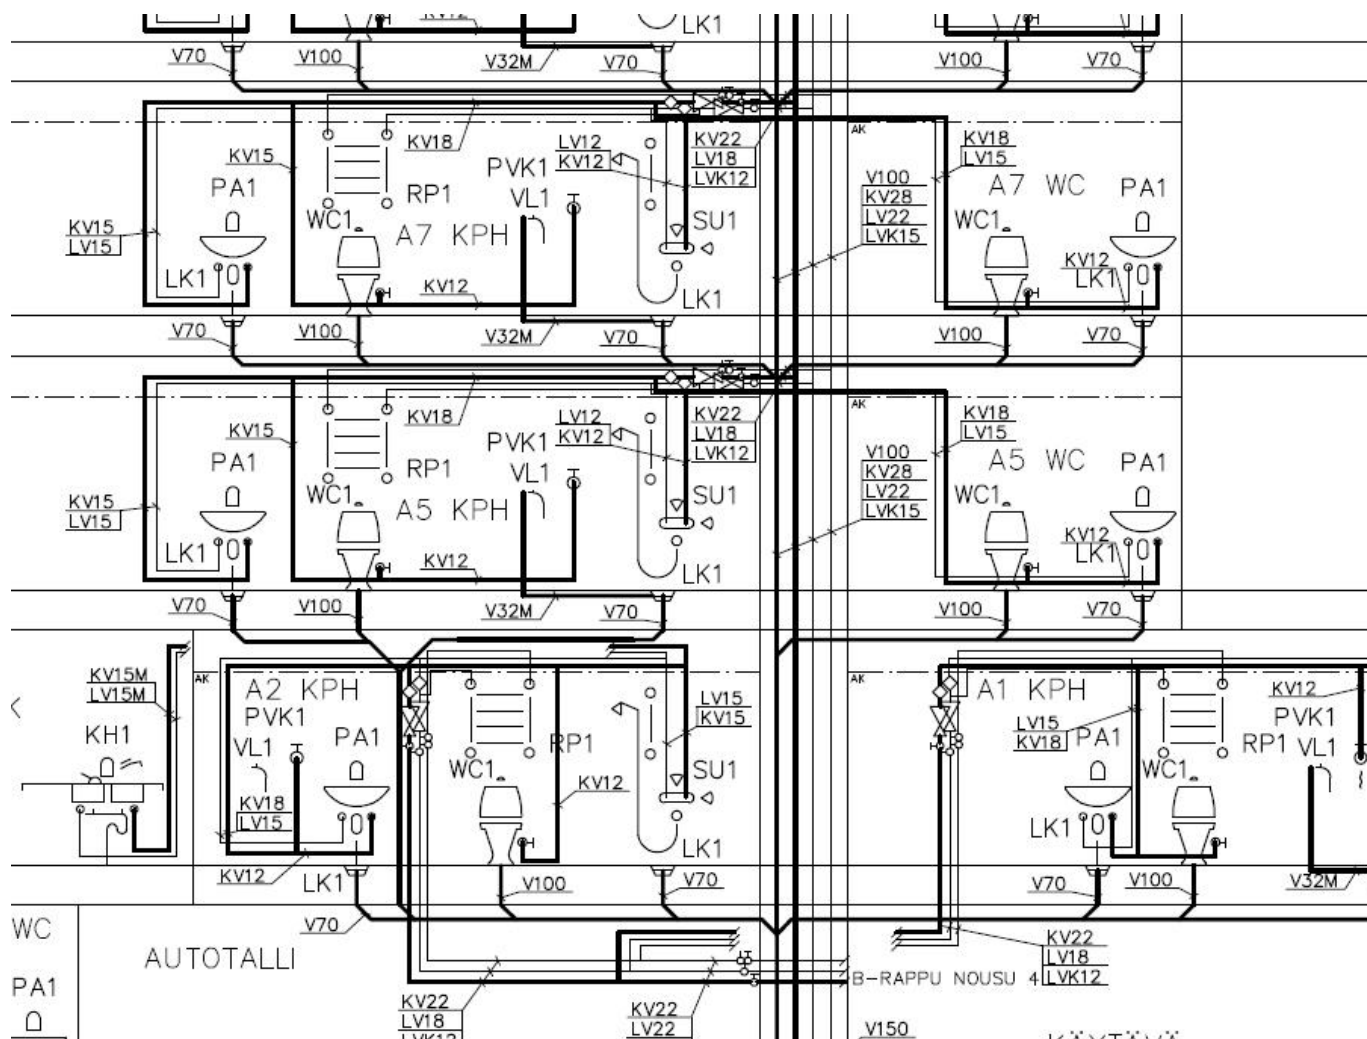 KV12
LK1
V70
V100
V32M
V70
V100
V70
KV15
KV18
LV12
KV12
KV22
LV18
LVK12
AK
KV18
LV15
PVK1
VL1
V100
KV28
LV22
LVK15
A7 WC
PA1
PA1
RP1
WC1
A7 KPH
SU1
WC1
KV15
LV15
LK1
KV12
LK1
KV12
LK1
V70
V100
V32M
V70
V100
V70
KV15
KV18
LV12
KV12
KV22
LV18
LVK12
AK
KV18
LV15
PVK1
VL1
V100
KV28
LV22
LVK15
A5 WC
PA1
PA1
RP1
WC1
A5 KPH
SU1
WC1
KV15
LV15
LK1
KV12
LK1
KV12
LK1
V70
V100
V32M
V70
V100
V70
KV15M
LV15M
AK
A2 KPH
LV15
KV15
AK
A1 KPH
KV12
PVK1
LV15
KV18
PVK1
KH1
VL1
PA1
RP1
PA1
RP1
VL1
WC1
SU1
WC1
KV18
LV15
KV12
LK1
LK1
KV12
LK1
V100
V70
V70
V100
V32M
V70
WC
AUTOTALLI
KV22
LV18
LVK12
B-RAPPU NOUSU 4
PA1
KV22
LV18
LVK12
KV22
LV22
V150
KÄYTÄVÄ